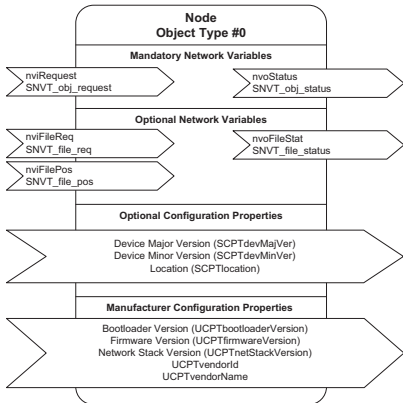 Node
Object Type #0
Mandatory Network Variables
nviRequest
SNVT_obj_request
nvoStatus
SNVT_obj_status
Optional Network Variables
nviFileReq
SNVT_file_req
nvoFileStat
SNVT_file_status
nviFilePos
SNVT_file_pos
Optional Configuration Properties
Device Major Version (SCPTdevMajVer)
Device Minor Version (SCPTdevMinVer)
Location (SCPTlocation)
Manufacturer Configuration Properties
Bootloader Version (UCPTbootloaderVersion)
Firmware Version (UCPTfirmwareVersion)
Network Stack Version (UCPTnetStackVersion)
UCPTvendorId
UCPTvendorName